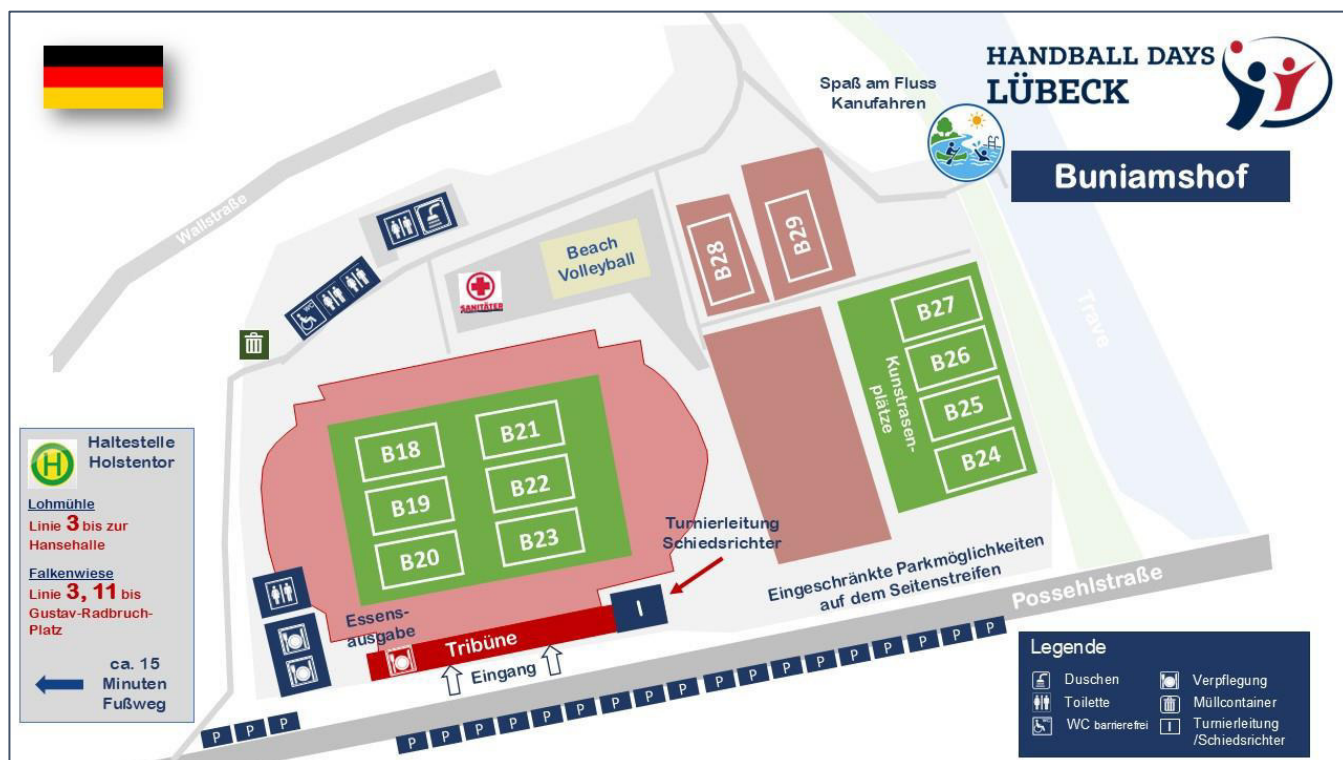 HANDBALL DAYS
LÜBECK
Buniamshof
Spaß am Fluss
Kanufahren
Wallstraße
Beach
Volleyball
SANITÄTER
B28
B29
Trave
B27
B26
B25
B24
Kunstrasen-
plätze
B18
B21
B19
B22
B20
B23
Turnierleitung
Schiedsrichter
I
H
Haltestelle
Holstentor
Lohmühle
Linie 3 bis zur
Hansehalle
Falkenwiese
Linie 3, 11 bis
Gustav-Radbruch-
Platz
ca. 15
Minuten
Fußweg
WC
Essens-
ausgabe
Tribüne
Eingang
Eingeschränkte Parkmöglichkeiten
auf dem Seitenstreifen
Possehlstraße
P P P
P P P P P P P P P P P P P P P P P P
Legende
Duschen
Verpflegung
Toilette
Müllcontainer
WC
WC barrierefrei
I
Turnierleitung
/Schiedsrichter